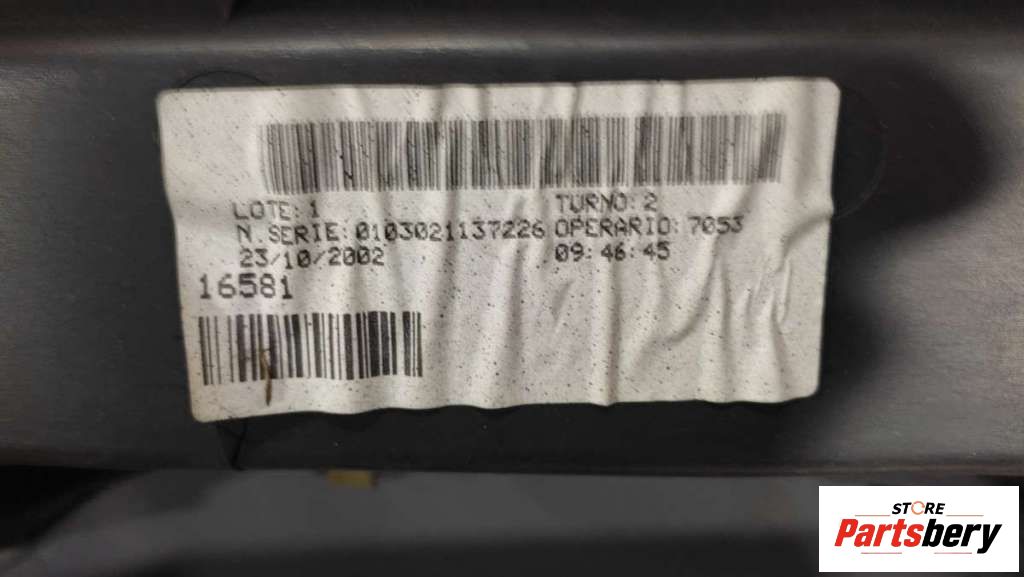 LOTE: 1 TURNO: 2
N. SERIE: 0103021137226 OPERARIO: 7053
23/10/2002 09:46:45
16581
STORE
Partsbery